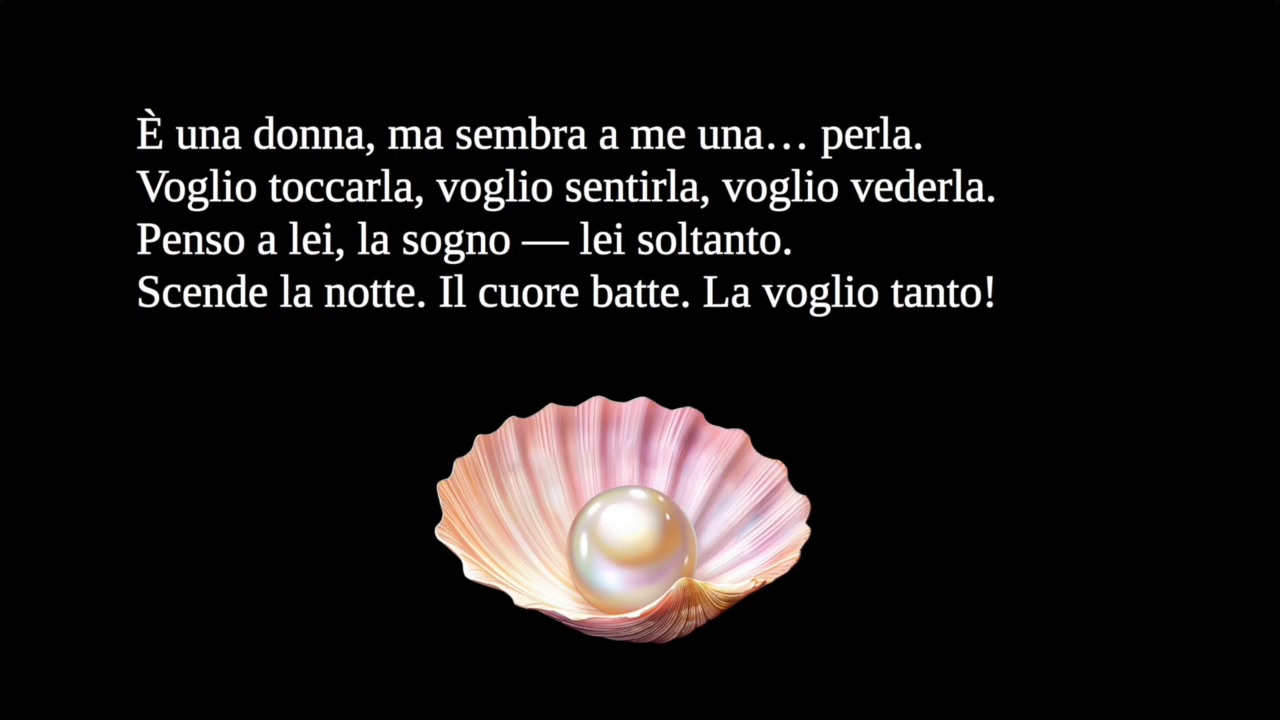 È una donna, ma sembra a me una… perla.
Voglio toccarla, voglio sentirla, voglio vederla.
Penso a lei, la sogno — lei soltanto.
Scende la notte. Il cuore batte. La voglio tanto!